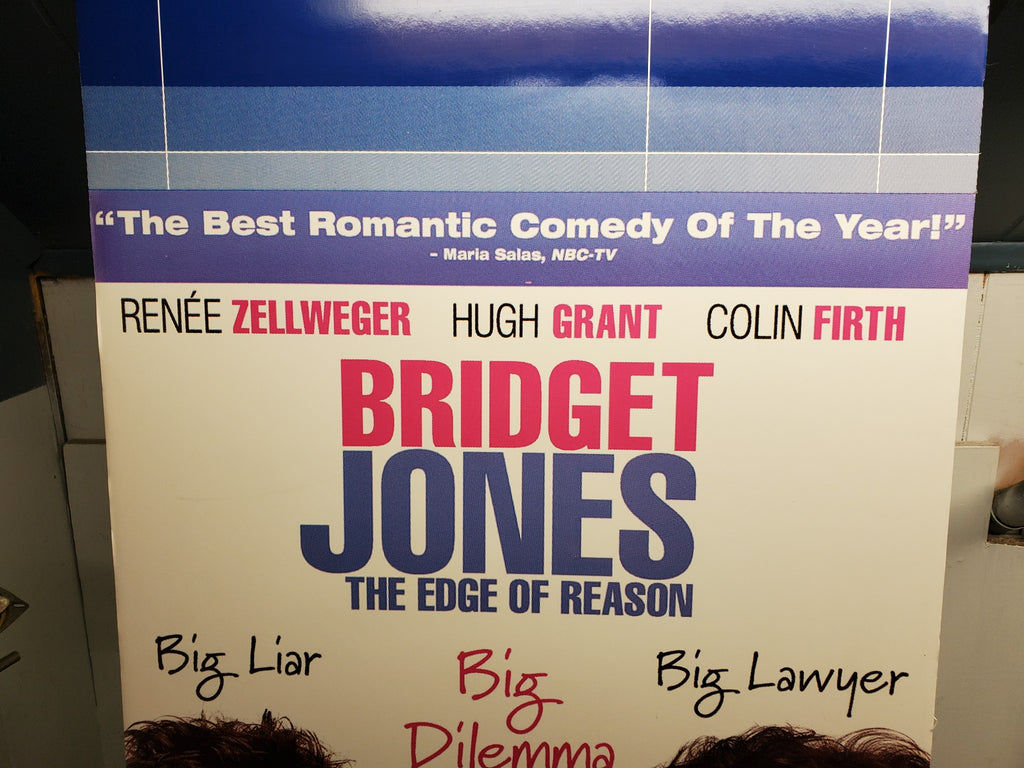 “The Best Romantic Comedy Of The Year!”
- Maria Salas, NBC-TV
RENÉE ZELLWEGER HUGH GRANT COLIN FIRTH
BRIDGET
JONES
THE EDGE OF REASON
Big Liar
Big
Dilemma
Big Lawyer